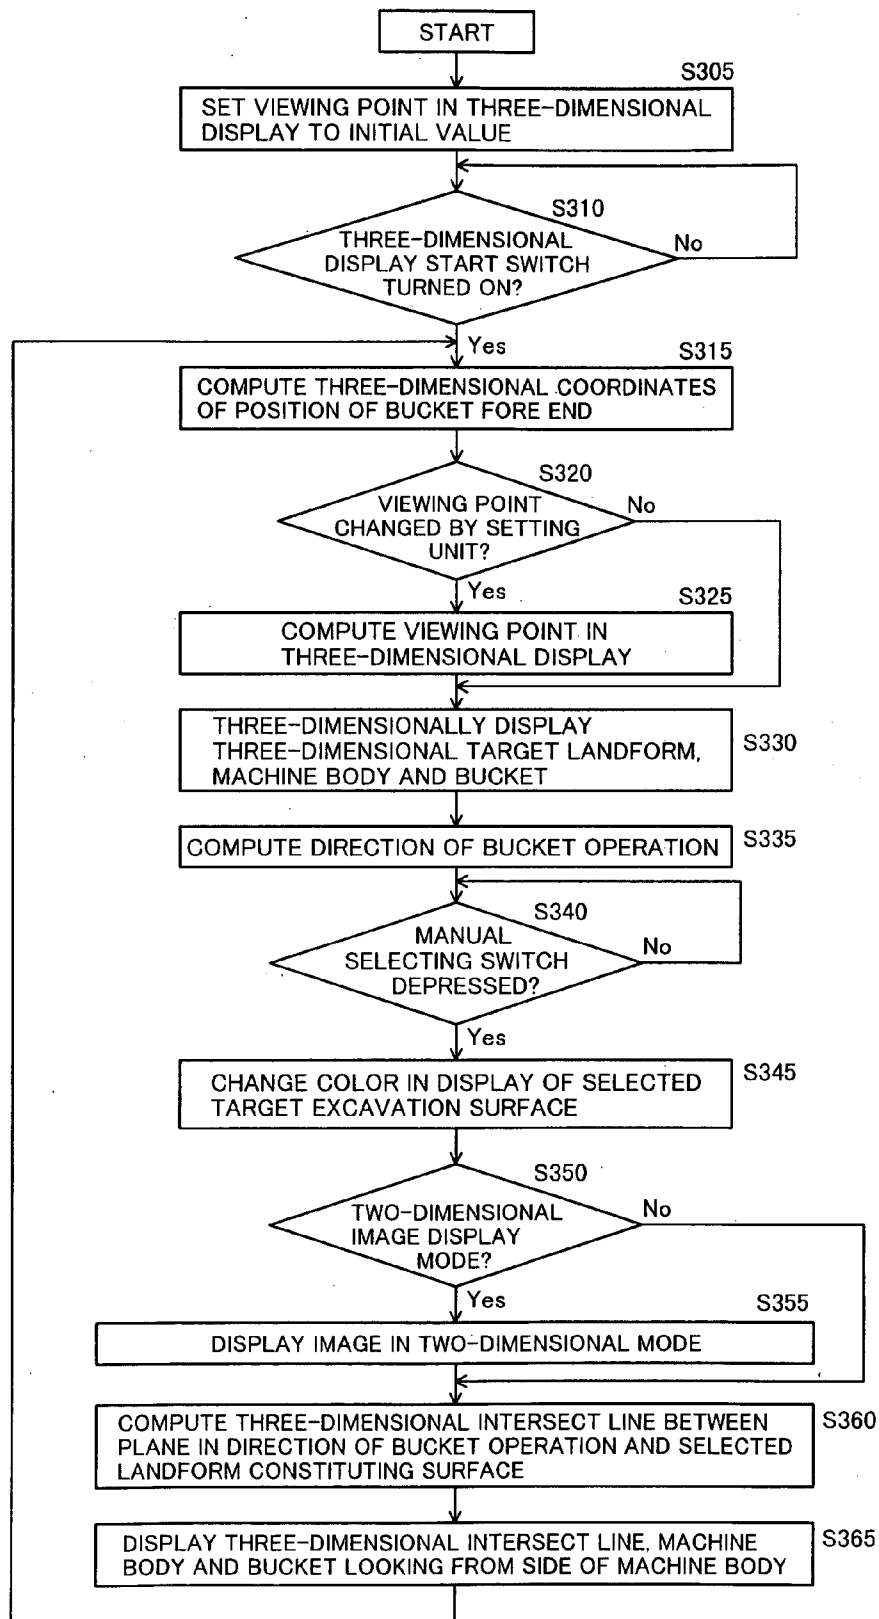 START
S305
SET VIEWING POINT IN THREE-DIMENSIONAL
DISPLAY TO INITIAL VALUE
S310
THREE-DIMENSIONAL
DISPLAY START SWITCH
TURNED ON?
No
Yes
S315
COMPUTE THREE-DIMENSIONAL COORDINATES
OF POSITION OF BUCKET FORE END
S320
VIEWING POINT
CHANGED BY SETTING
UNIT?
No
Yes
S325
COMPUTE VIEWING POINT IN
THREE-DIMENSIONAL DISPLAY
THREE-DIMENSIONALLY DISPLAY
THREE-DIMENSIONAL TARGET LANDFORM,
MACHINE BODY AND BUCKET
S330
COMPUTE DIRECTION OF BUCKET OPERATION
S335
S340
MANUAL
SELECTING SWITCH
DEPRESSED?
No
Yes
CHANGE COLOR IN DISPLAY OF SELECTED
TARGET EXCAVATION SURFACE
S345
S350
TWO-DIMENSIONAL
IMAGE DISPLAY
MODE?
No
Yes
S355
DISPLAY IMAGE IN TWO-DIMENSIONAL MODE
COMPUTE THREE-DIMENSIONAL INTERSECT LINE BETWEEN
PLANE IN DIRECTION OF BUCKET OPERATION AND SELECTED
LANDFORM CONSTITUTING SURFACE
S360
DISPLAY THREE-DIMENSIONAL INTERSECT LINE, MACHINE
BODY AND BUCKET LOOKING FROM SIDE OF MACHINE BODY
S365